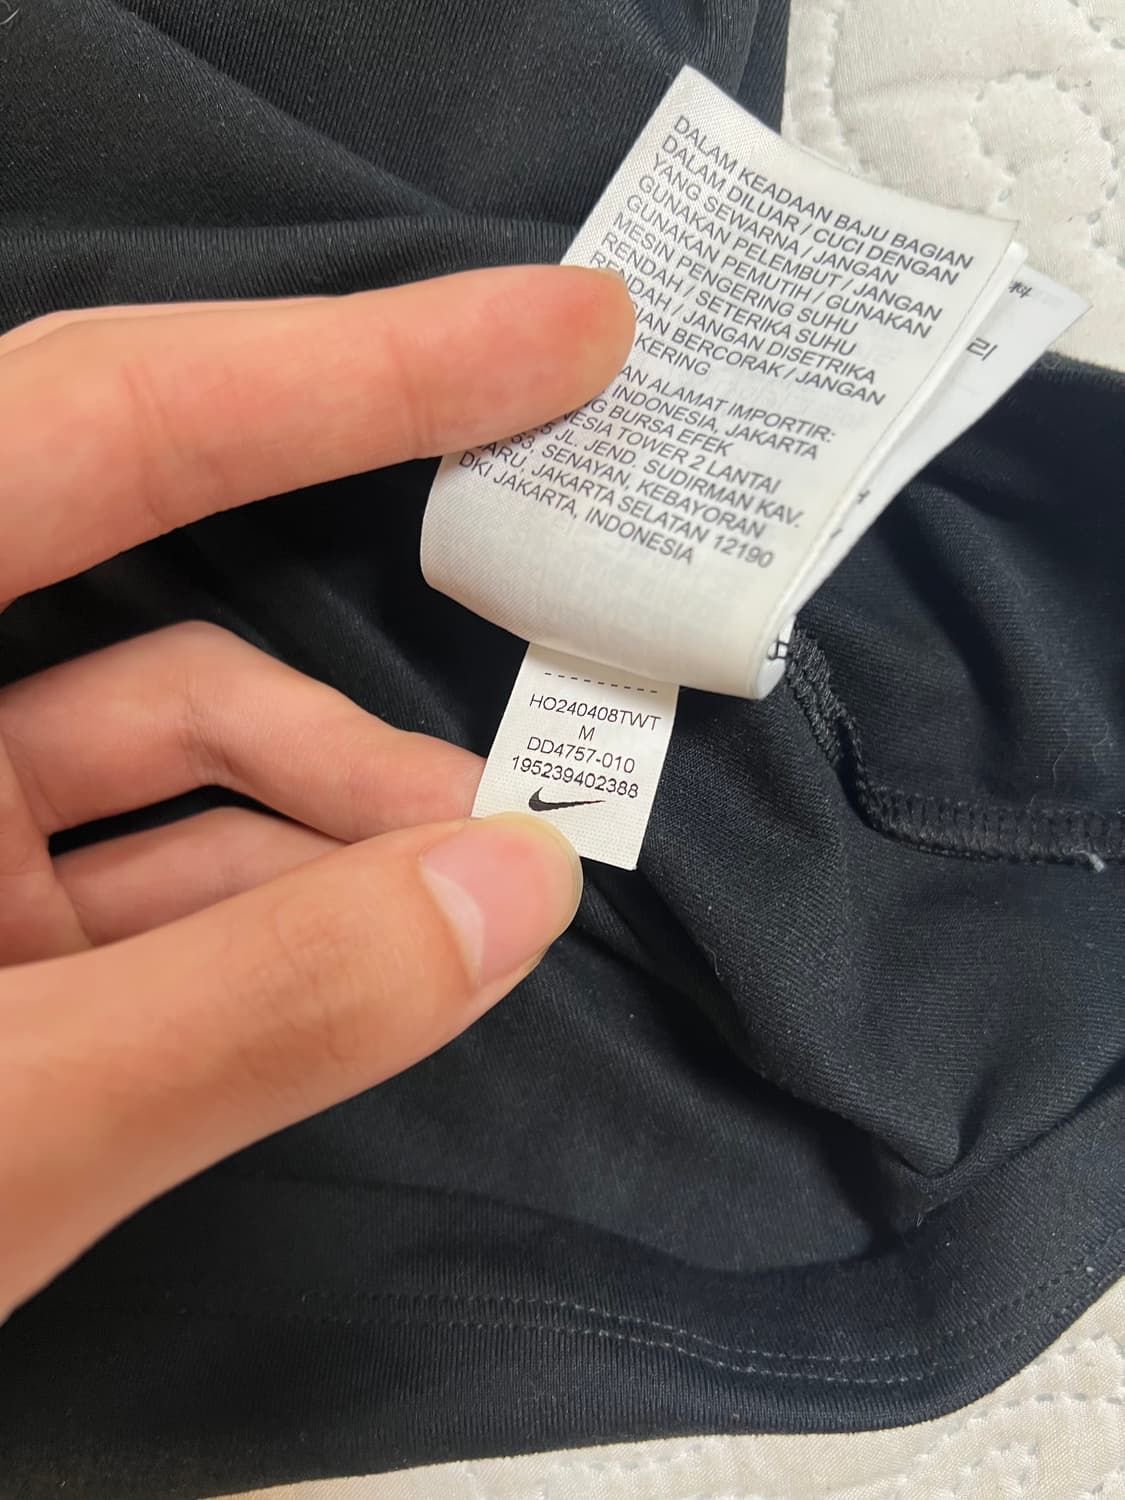 DALAM KEADAAN BAJU BAGIAN
DALAM DILUAR / CUCI DENGAN
YANG SEWARNA / JANGAN
GUNAKAN PELEMBUT / JANGAN
GUNAKAN PEMUTIH / GUNAKAN
MESIN PENGERING SUHU
RENDAH / SETERIKA SUHU
RENDAH / JANGAN DISETRIKA
BERCORAK / JANGAN
KERING
ALAMAT IMPORTIR:
INDONESIA, JAKARTA
BURSA EFEK
TOWER 2 LANTAI
JL. JEND. SUDIRMAN KAV.
SENAYAN, KEBAYORAN
JAKARTA SELATAN 12190
DKI JAKARTA, INDONESIA
HO240408TWT
M
DD4757-010
195239402388
料
리